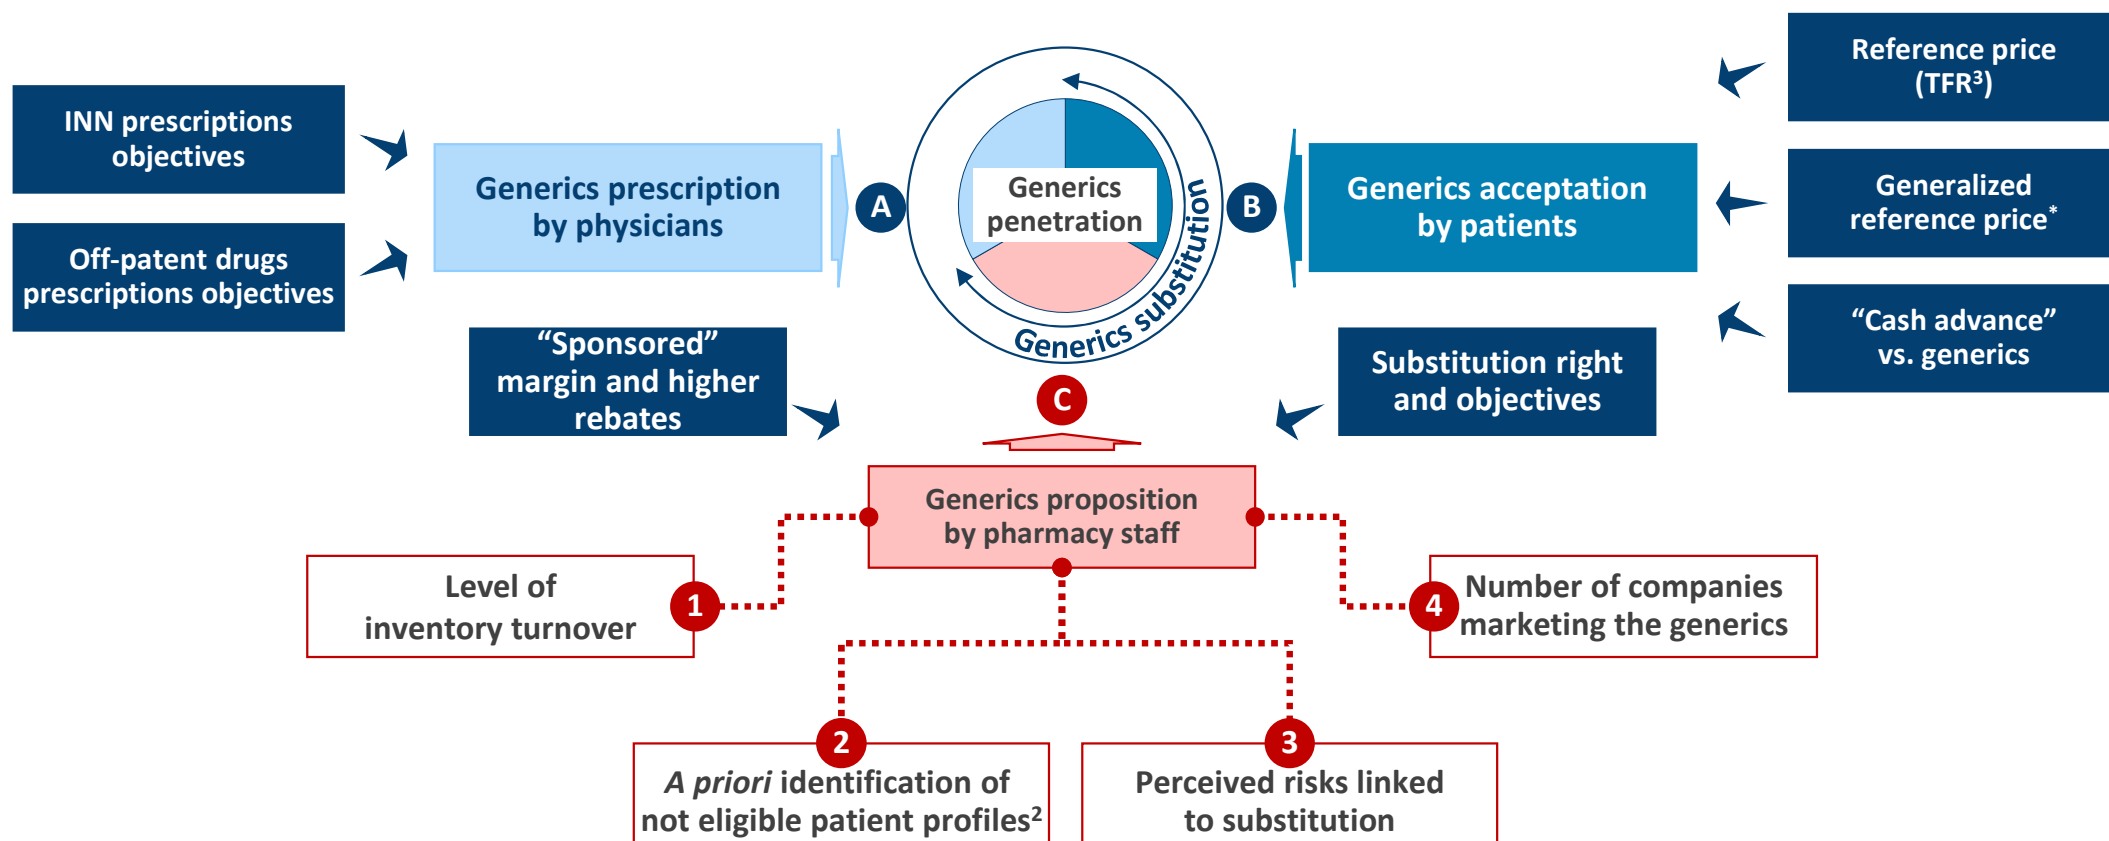 INN prescriptions
objectives
Off-patent drugs
prescriptions objectives
Generics prescription
by physicians
A
Generics
penetration
Generics substitution
B
Generics acceptation
by patients
Reference price
(TFR³)
Generalized
reference price*
“Cash advance”
vs. generics
“Sponsored”
margin and higher
rebates
C
Substitution right
and objectives
Generics proposition
by pharmacy staff
1
Level of
inventory turnover
2
A priori identification of
not eligible patient profiles²
3
Perceived risks linked
to substitution
4
Number of companies
marketing the generics